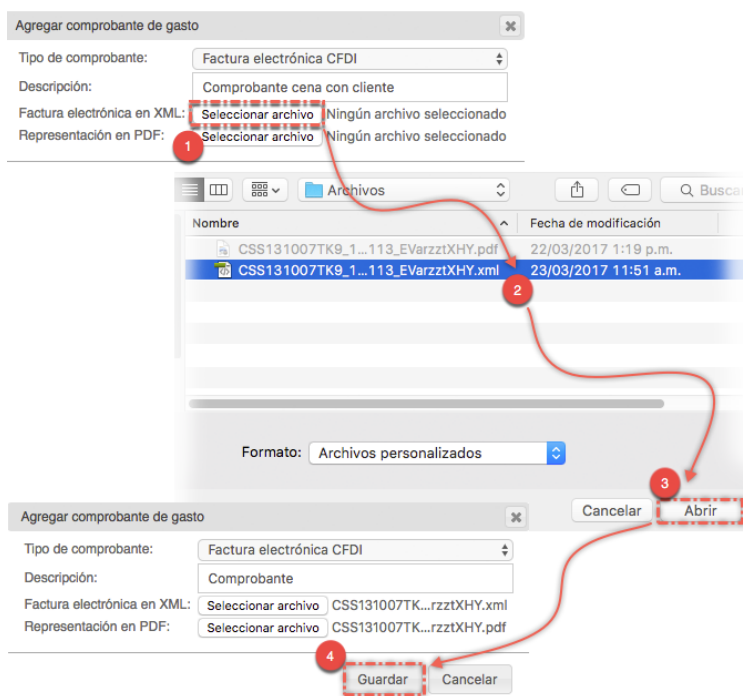 Agregar comprobante de gasto
Tipo de comprobante: Factura electrónica CFDI
Descripción: Comprobante cena con cliente
Factura electrónica en XML: Seleccionar archivo Ningún archivo seleccionado
Representación en PDF: Seleccionar archivo Ningún archivo seleccionado
1
Archivos Busca
Nombre Fecha de modificación
CSS131007TK9_1...113_EVarzztXHY.pdf 22/03/2017 1:19 p.m.
CSS131007TK9_1...113_EVarzztXHY.xml 23/03/2017 11:51 a.m.
2
Formato: Archivos personalizados
3
Cancelar Abrir
Agregar comprobante de gasto
Tipo de comprobante: Factura electrónica CFDI
Descripción: Comprobante
Factura electrónica en XML: Seleccionar archivo CSS131007TK...rzztXHY.xml
Representación en PDF: Seleccionar archivo CSS131007TK...rzztXHY.pdf
4
Guardar Cancelar